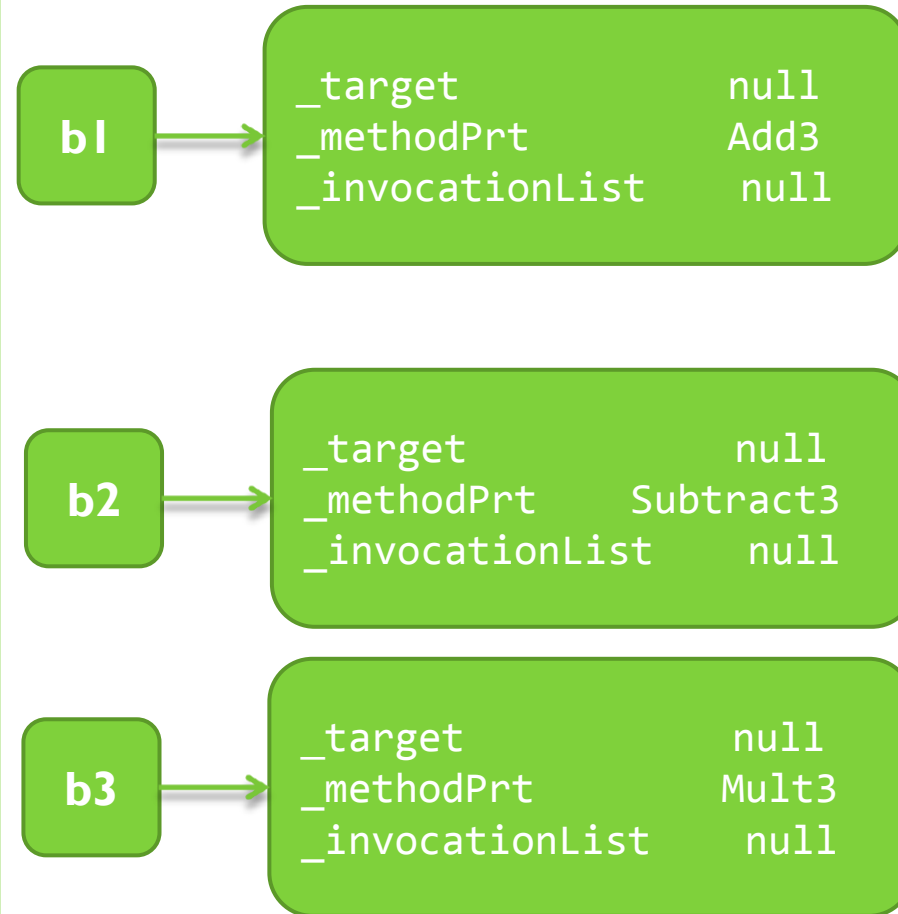 b1
_target null
_methodPrt Add3
_invocationList null
b2
_target null
_methodPrt Subtract3
_invocationList null
b3
_target null
_methodPrt Mult3
_invocationList null